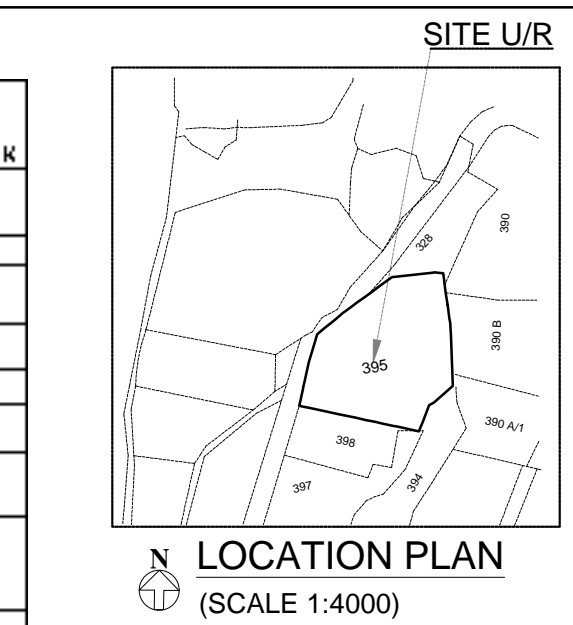 SITE U/R
K
390
328
390 B
395
390 A/1
398
394
397
N
LOCATION PLAN
(SCALE 1:4000)